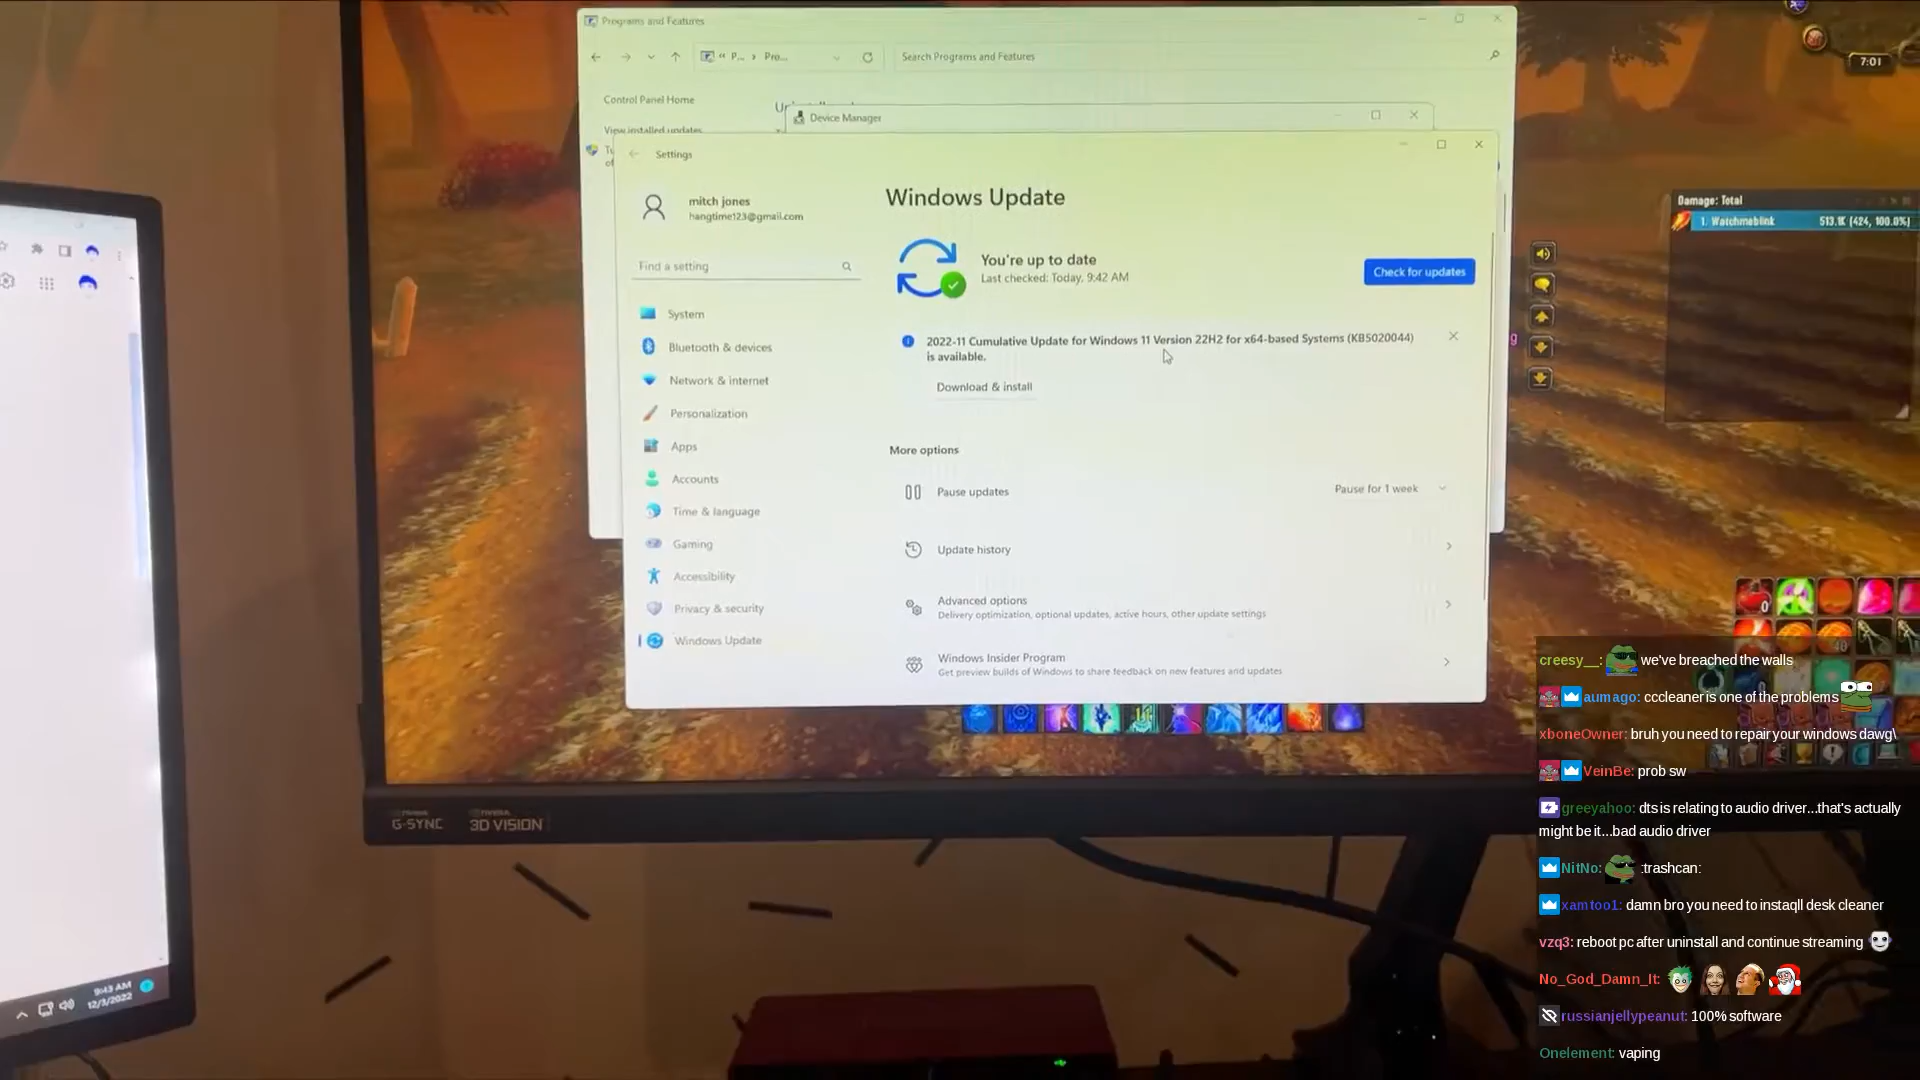 Programs and Features
P... Pro...
Search Programs and Features
Control Panel Home
View installed updates
Device Manager
Settings
mitch jones
hangtime123@gmail.com
Find a setting
System
Bluetooth & devices
Network & internet
Personalization
Apps
Accounts
Time & language
Gaming
Accessibility
Privacy & security
Windows Update
Windows Update
You're up to date
Last checked: Today, 9:42 AM
Check for updates
2022-11 Cumulative Update for Windows 11 Version 22H2 for x64-based Systems (KB5020044)
is available.
Download & install
More options
Pause updates
Pause for 1 week
Update history
Advanced options
Delivery optimization, optional updates, active hours, other update settings
Windows Insider Program
Get preview builds of Windows to share feedback on new features and updates
7:01
Damage: Total
1. Watchmeblink 513.1K (424, 100.0%)
NVIDIA
G-SYNC
NVIDIA
3D VISION
9:43 AM
12/3/2022
creesy__: we've breached the walls
aumago: cccleaner is one of the problems
xboneOwner: bruh you need to repair your windows dawg\
VeinBe: prob sw
greeyahoo: dts is relating to audio driver...that's actually
might be it...bad audio driver
NitNo: :trashcan:
xamtoo1: damn bro you need to instaqll desk cleaner
vzq3: reboot pc after uninstall and continue streaming
No_God_Damn_It:
russianjellypeanut: 100% software
Onelement: vaping